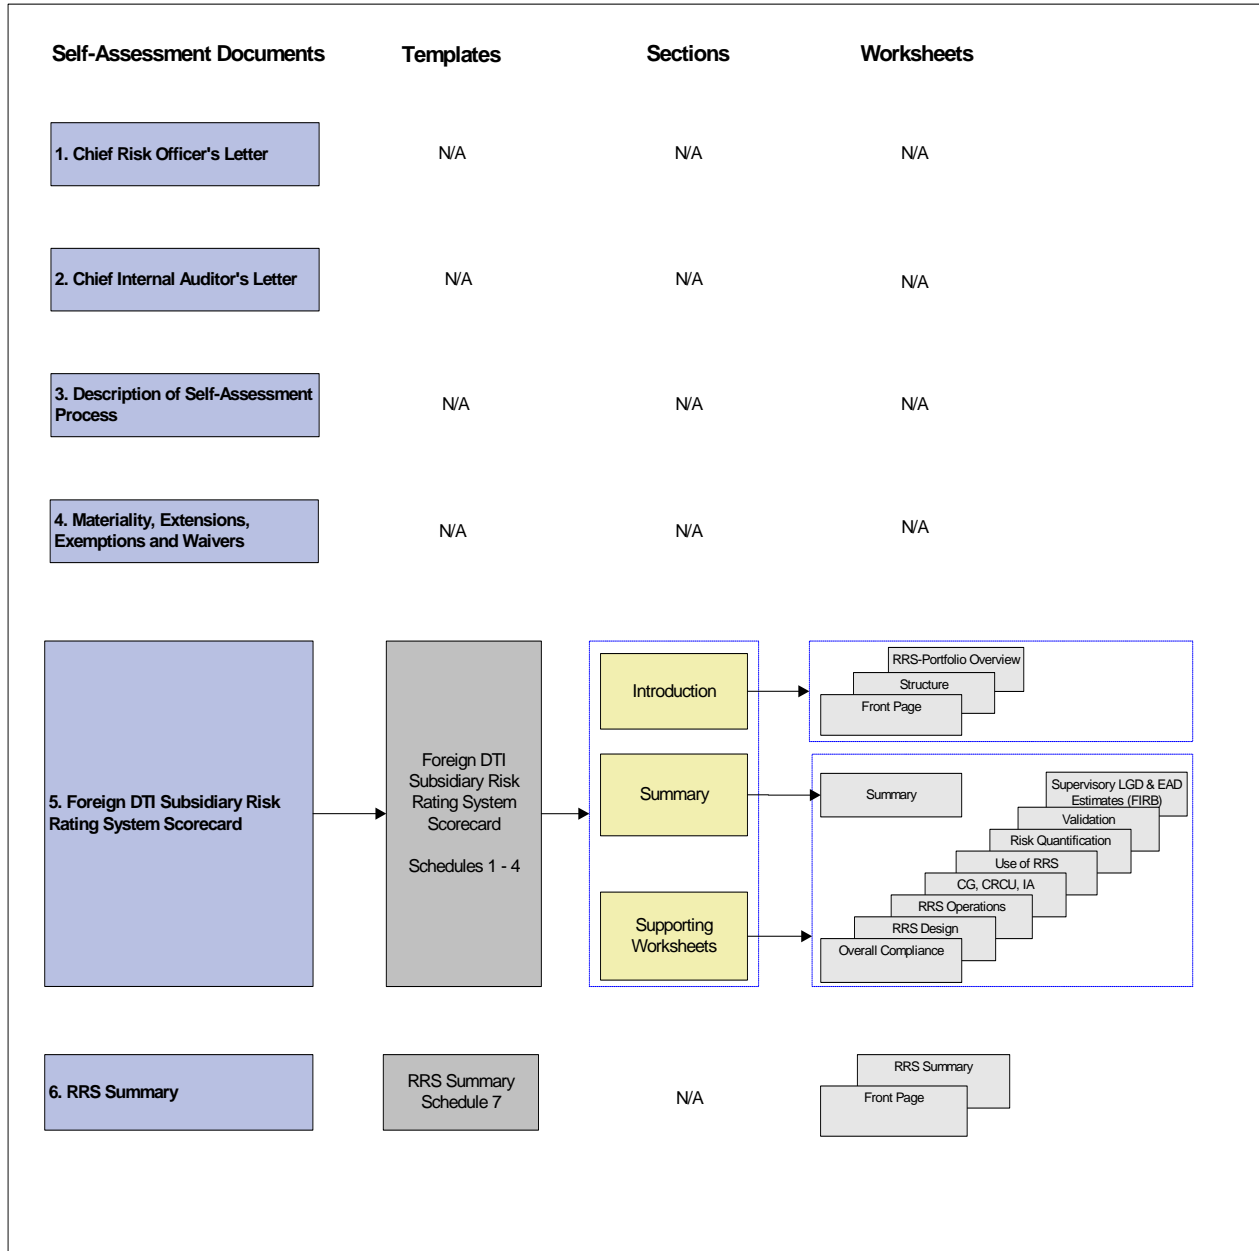 Self-Assessment Documents
Templates
Sections
Worksheets
1. Chief Risk Officer's Letter
N/A
N/A
N/A
2. Chief Internal Auditor's Letter
N/A
N/A
N/A
3. Description of Self-Assessment
Process
N/A
N/A
N/A
4. Materiality, Extensions,
Exemptions and Waivers
N/A
N/A
N/A
5. Foreign DTI Subsidiary Risk
Rating System Scorecard
Foreign DTI
Subsidiary Risk
Rating System
Scorecard
Schedules 1 - 4
Introduction
RRS-Portfolio Overview
Structure
Front Page
Summary
Summary
Supporting
Worksheets
Supervisory LGD & EAD
Estimates (FIRB)
Validation
Risk Quantification
Use of RRS
CG, CRCU, IA
RRS Operations
RRS Design
Overall Compliance
6. RRS Summary
RRS Summary
Schedule 7
N/A
RRS Summary
Front Page